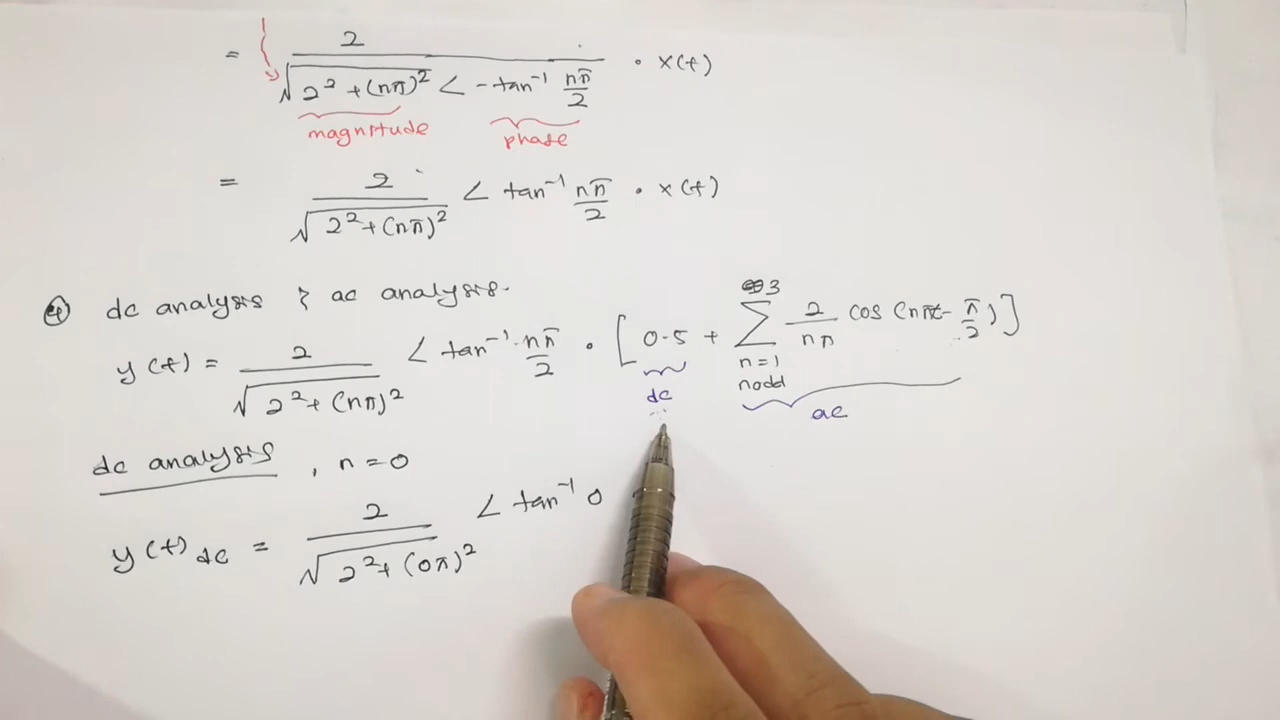 = 2 / √(2² + (nπ)²) ∠ -tan⁻¹ nπ/2 · x(t)
magnitude phase
= 2 / √(2² + (nπ)²) ∠ tan⁻¹ nπ/2 · x(t)
④ dc analysis & ac analysis.
y(t) = 2 / √(2² + (nπ)²) ∠ tan⁻¹ nπ/2 · [0.5 + ∑ n=1 nodd 3 2/nπ cos (nπt - π/2)]
dc ac
dc analysis, n = 0
y(t) dc = 2 / √(2² + (0π)²) ∠ tan⁻¹ 0